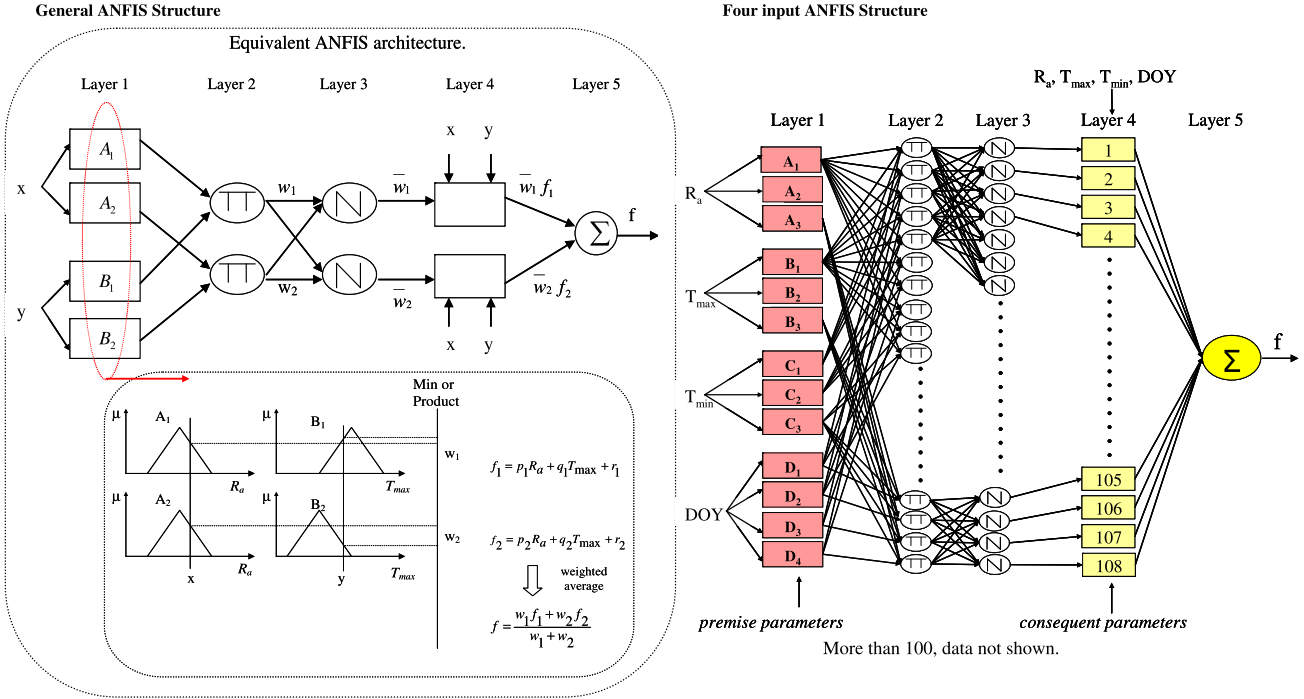 General ANFIS Structure
Equivalent ANFIS architecture.
Layer 1
Layer 2
Layer 3
Layer 4
Layer 5
x
y
A₁
A₂
B₁
B₂
∏
∏
w₁
w₂
N
N
w̅₁
w̅₂
x y
x y
w̅₁ f₁
w̅₂ f₂
Σ
f
Min or
Product
μ
A₁
Rₐ
μ
B₁
Tₘₐₓ
w₁
μ
A₂
Rₐ
x
μ
B₂
Tₘₐₓ
y
w₂
f₁ = p₁Rₐ + q₁Tmax + r₁
f₂ = p₂Rₐ + q₂Tmax + r₂
weighted
average
f = (w₁f₁ + w₂f₂) / (w₁ + w₂)
Four input ANFIS Structure
Rₐ, Tmax, Tmin, DOY
Layer 1
Layer 2
Layer 3
Layer 4
Layer 5
Rₐ
A₁
A₂
A₃
Tmax
B₁
B₂
B₃
Tmin
C₁
C₂
C₃
DOY
D₁
D₂
D₃
D₄
∏
∏
∏
∏
∏
∏
∏
∏
∏
∏
∏
∏
∏
∏
N
N
N
N
N
N
N
N
N
N
N
1
2
3
4
105
106
107
108
Σ
f
premise parameters
consequent parameters
More than 100, data not shown.